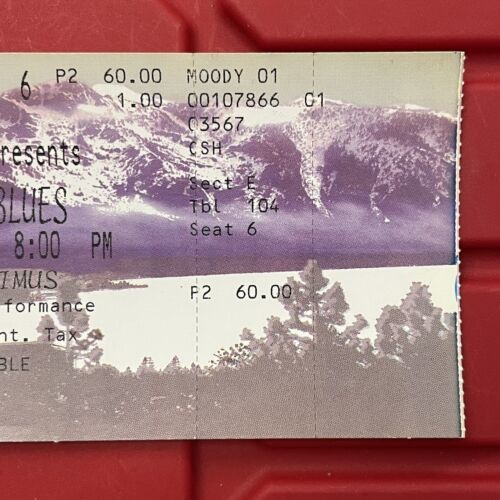 6 P2 60.00 MOODY 01
1.00 00107866 G1
03567
resents CSH
Sect E
BLUES Tbl 104
8:00 PM Seat 6
IMUS P2 60.00
formance
nt. Tax
BLE